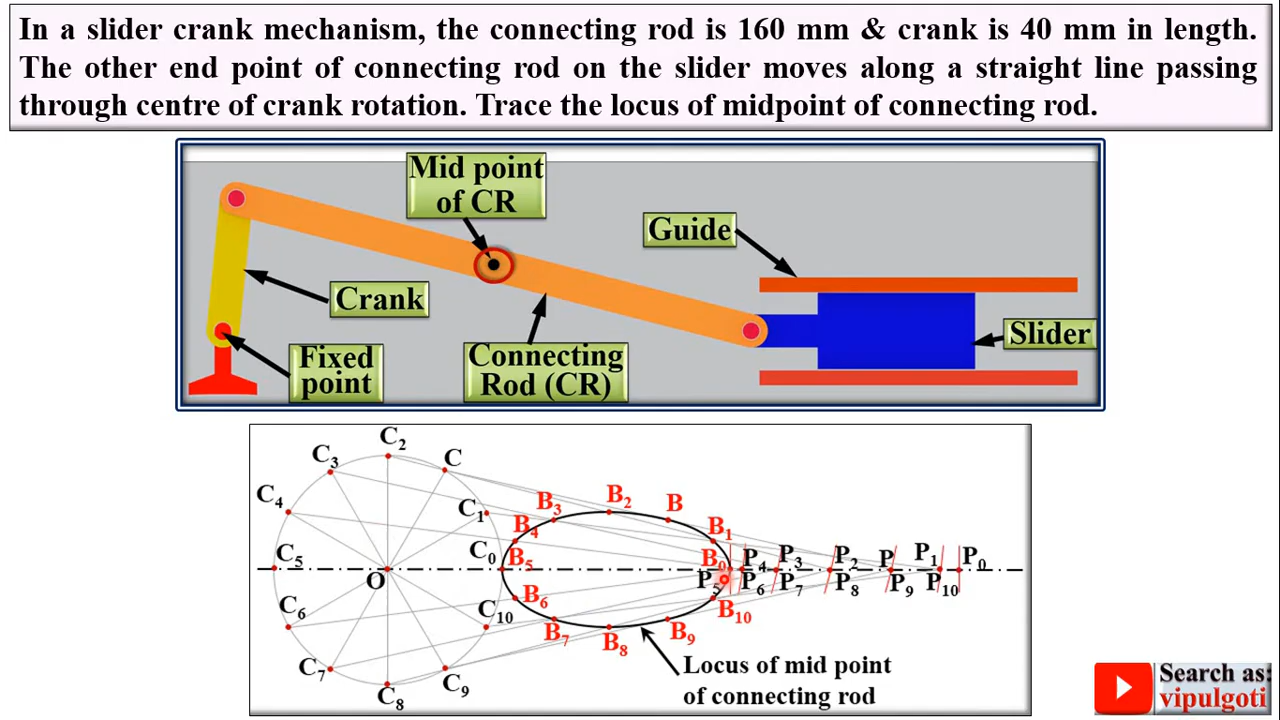 In a slider crank mechanism, the connecting rod is 160 mm & crank is 40 mm in length.
The other end point of connecting rod on the slider moves along a straight line passing
through centre of crank rotation. Trace the locus of midpoint of connecting rod.
Mid point
of CR
Guide
Crank
Slider
Fixed
point
Connecting
Rod (CR)
C₂
C₃
C
C₄
B₂
B
C₁
B₃
B₄
B₁
C₅
C₀
B₅
B₀
P₄
P₃
P₂
P
P₁
P₀
O
P₅
P₆
P₇
P₈
P₉
P₁₀
C₆
B₆
C₁₀
B₁₀
B₇
B₈
B₉
C₇
C₈
C₉
Locus of mid point
of connecting rod
Search as:
vipulgoti